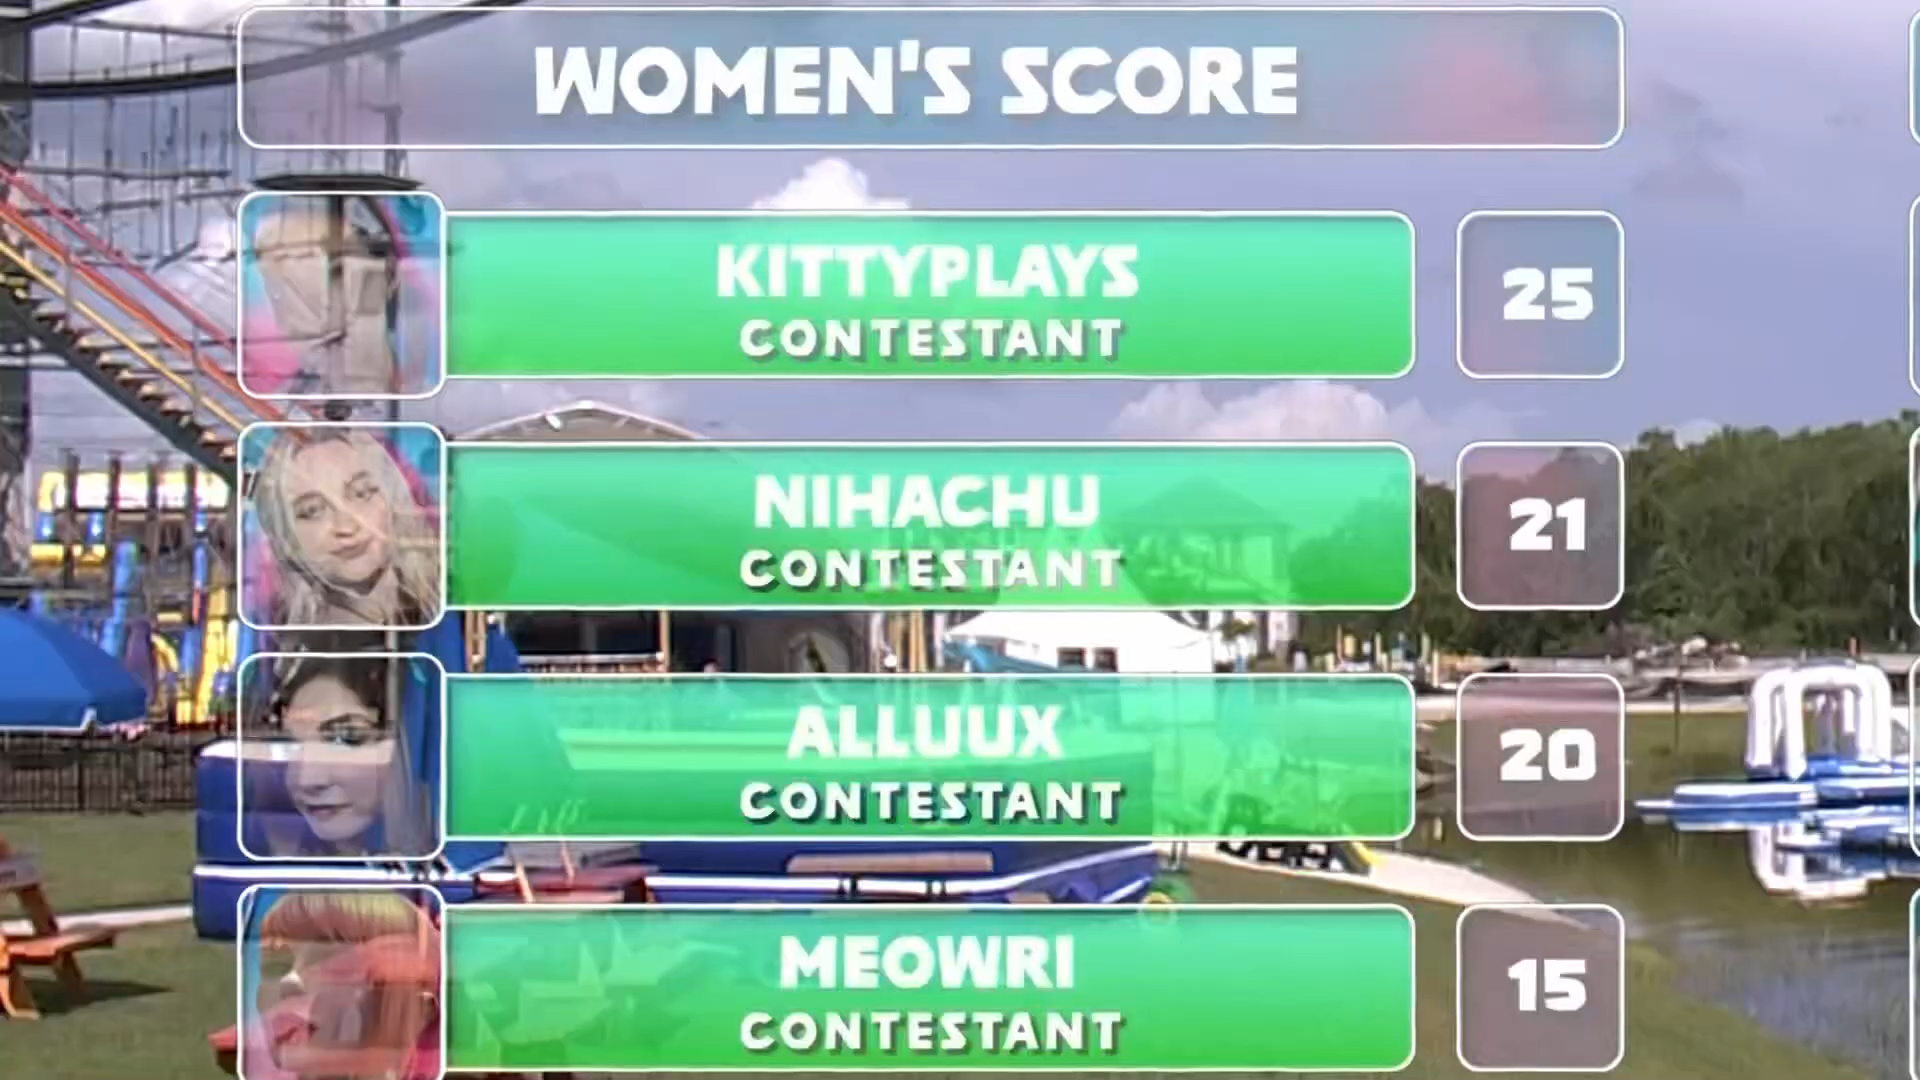 WOMEN'S SCORE
KITTYPLAYS
CONTESTANT
25
NIHACHU
CONTESTANT
21
ALLUUX
CONTESTANT
20
MEOWRI
CONTESTANT
15